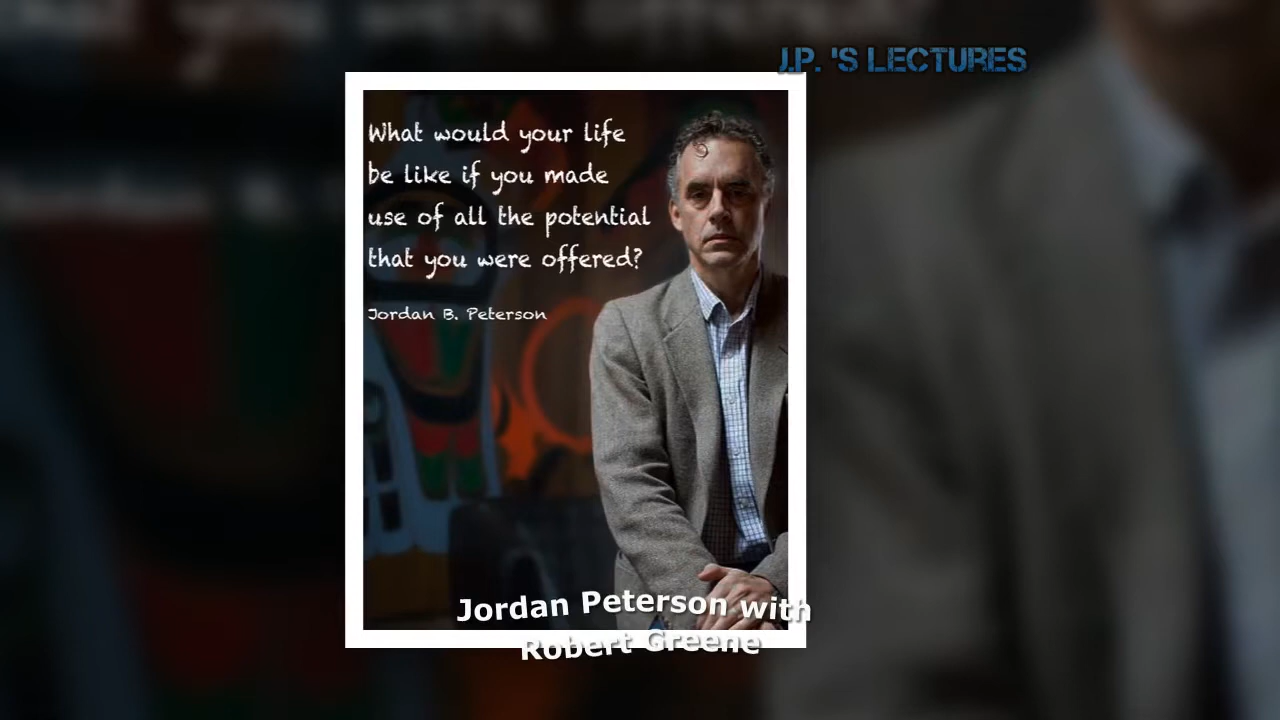 J.P. 'S LECTURES
What would your life
be like if you made
use of all the potential
that you were offered?
Jordan B. Peterson
Jordan Peterson with
Robert Greene